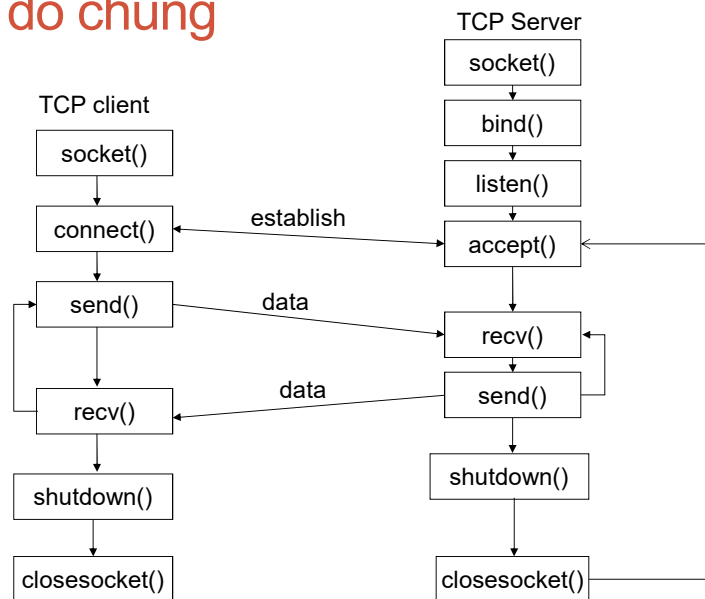 do chung
TCP Server
socket()
bind()
listen()
accept()
recv()
send()
shutdown()
closesocket()
TCP client
socket()
connect()
send()
recv()
shutdown()
closesocket()
establish
data
data